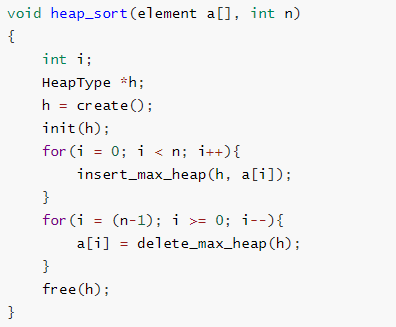 void heap_sort(element a[], int n)
{
    int i;
    HeapType *h;
    h = create();
    init(h);
    for(i = 0; i < n; i++){
        insert_max_heap(h, a[i]);
    }
    for(i = (n-1); i >= 0; i--){
        a[i] = delete_max_heap(h);
    }
    free(h);
}